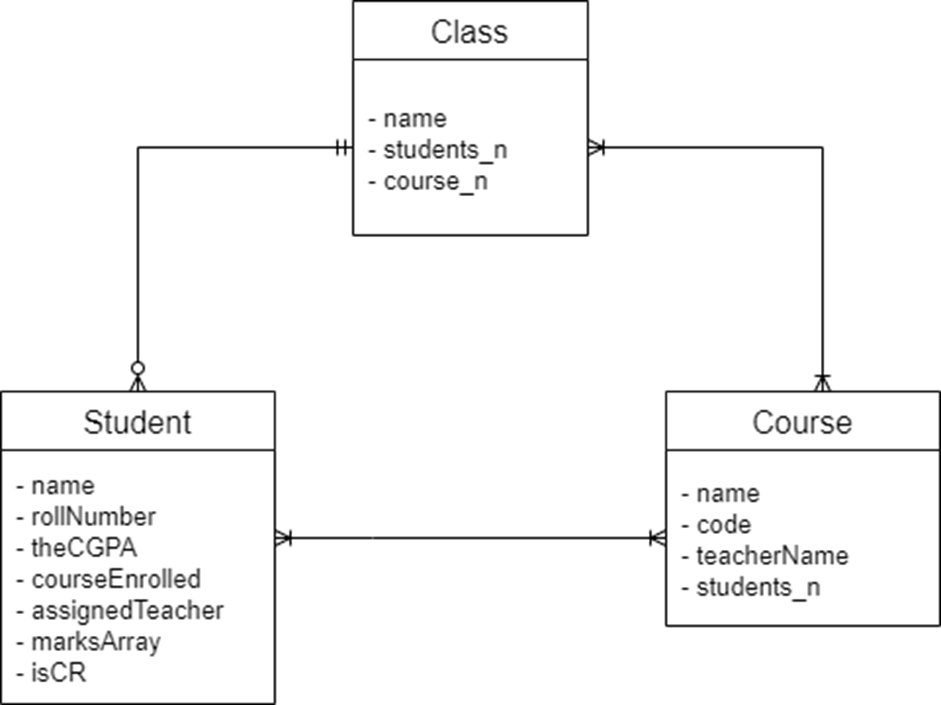 Class
- name
- students_n
- course_n
Student
- name
- rollNumber
- theCGPA
- courseEnrolled
- assignedTeacher
- marksArray
- isCR
Course
- name
- code
- teacherName
- students_n